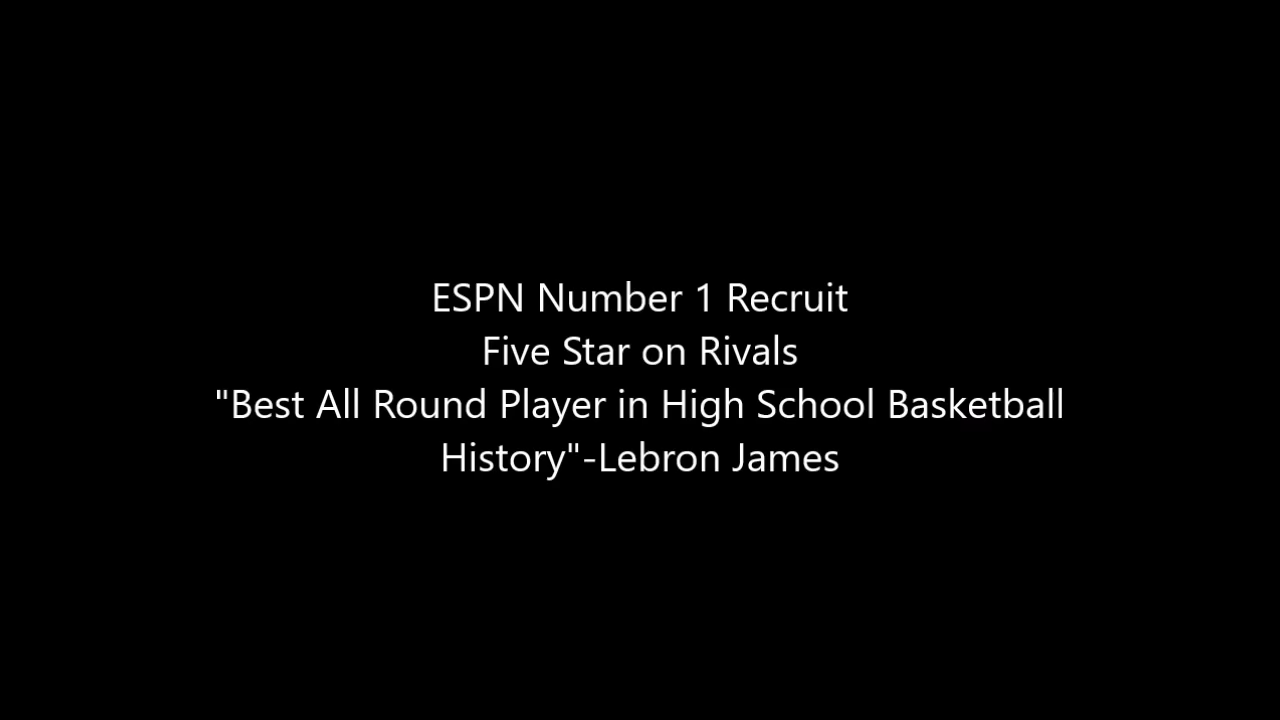 ESPN Number 1 Recruit
Five Star on Rivals
"Best All Round Player in High School Basketball
History"-Lebron James